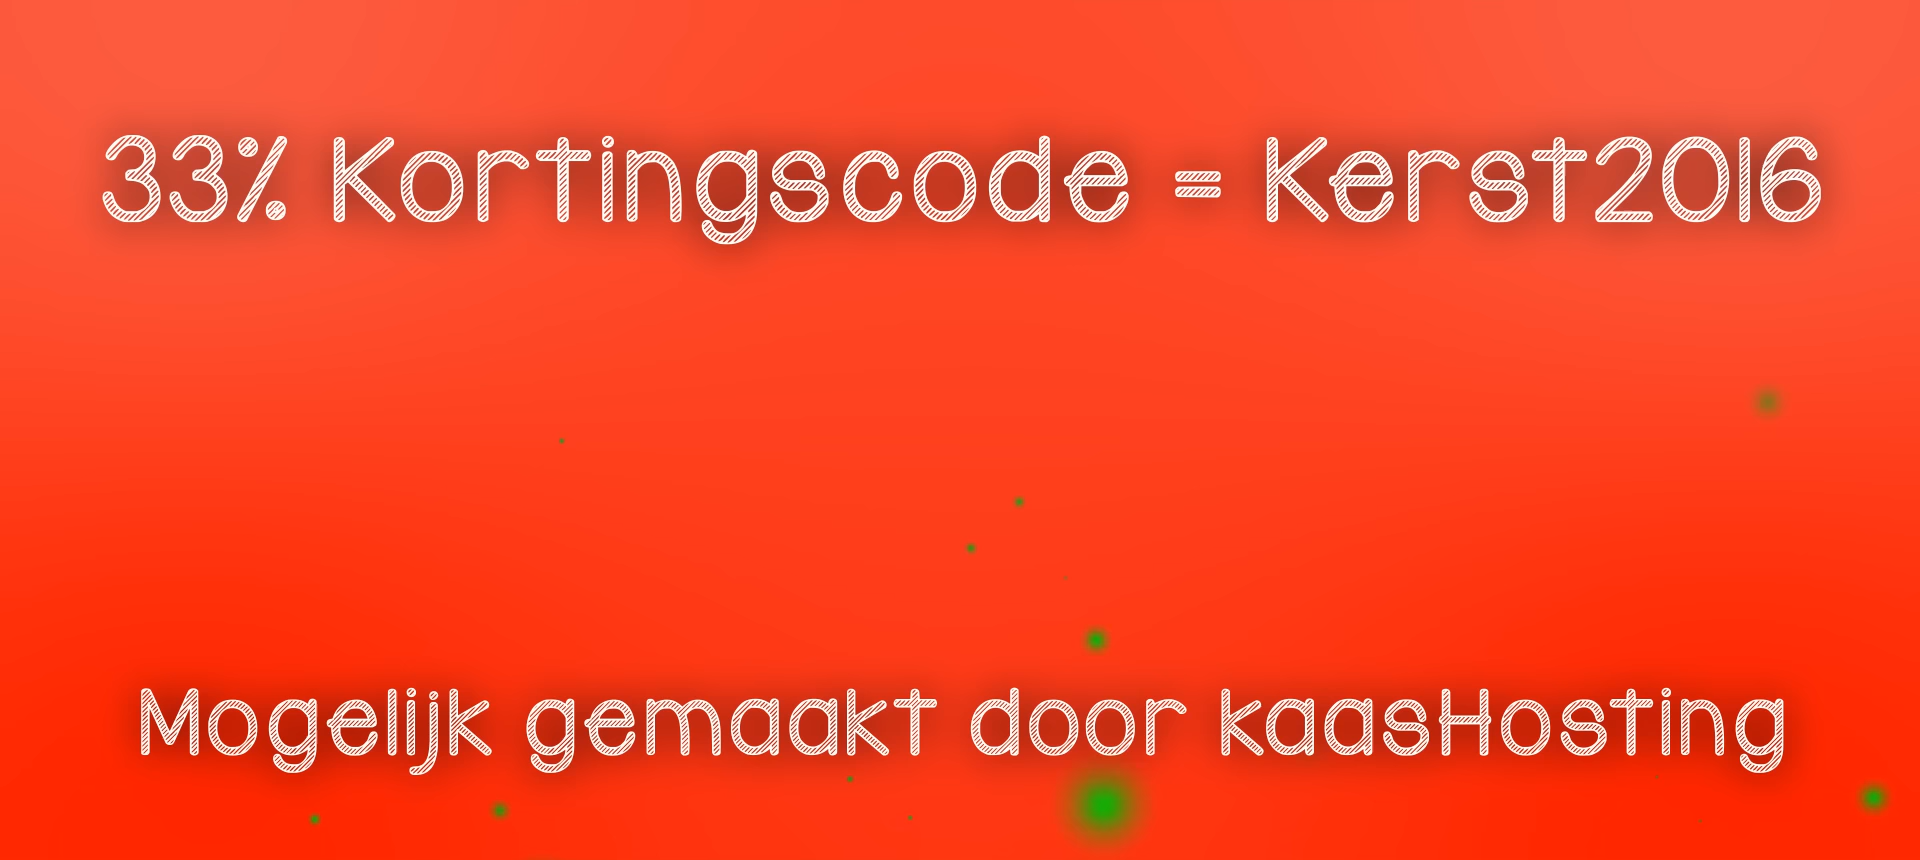 33% Kortingscode = Kerst2016
Mogelijk gemaakt door kaasHosting